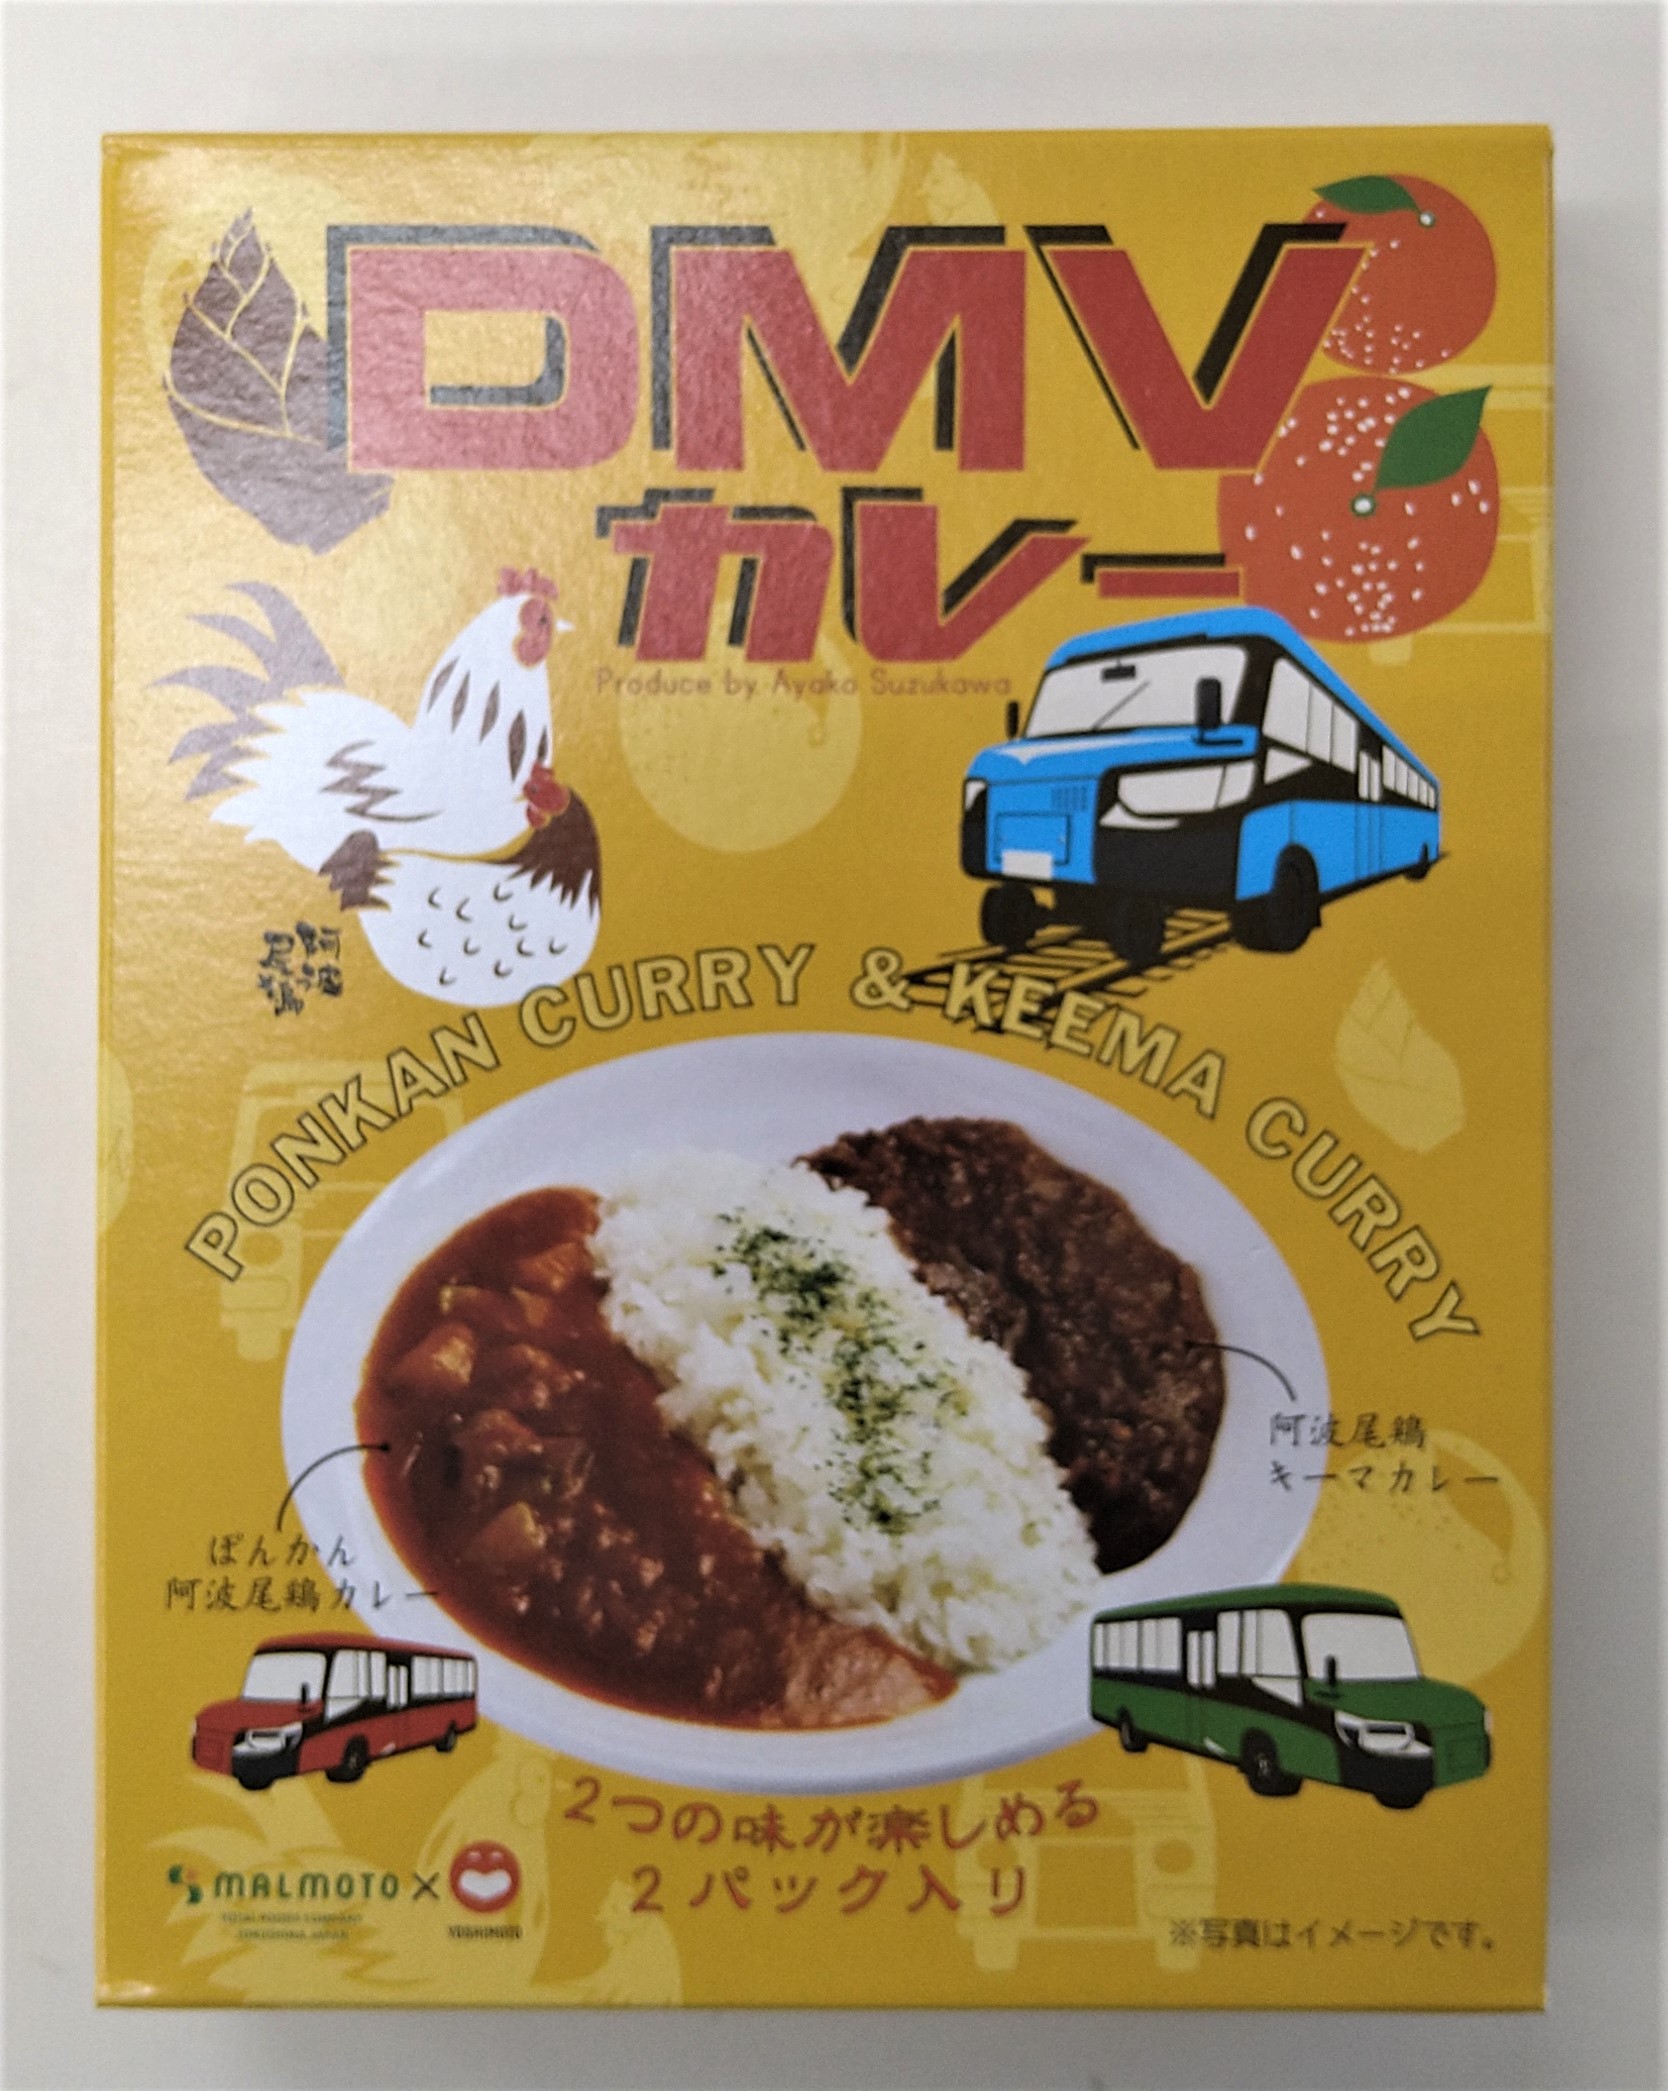 DMV
カレー
Produce by Ayako Suzukawa
阿波
尾鶏
PONKAN CURRY & KEEMA CURRY
阿波尾鶏
キーマカレー
ぽんかん
阿波尾鶏カレー
2つの味が楽しめる
2パック入り
MALMOTO × YOSHIMOTO
※写真はイメージです。